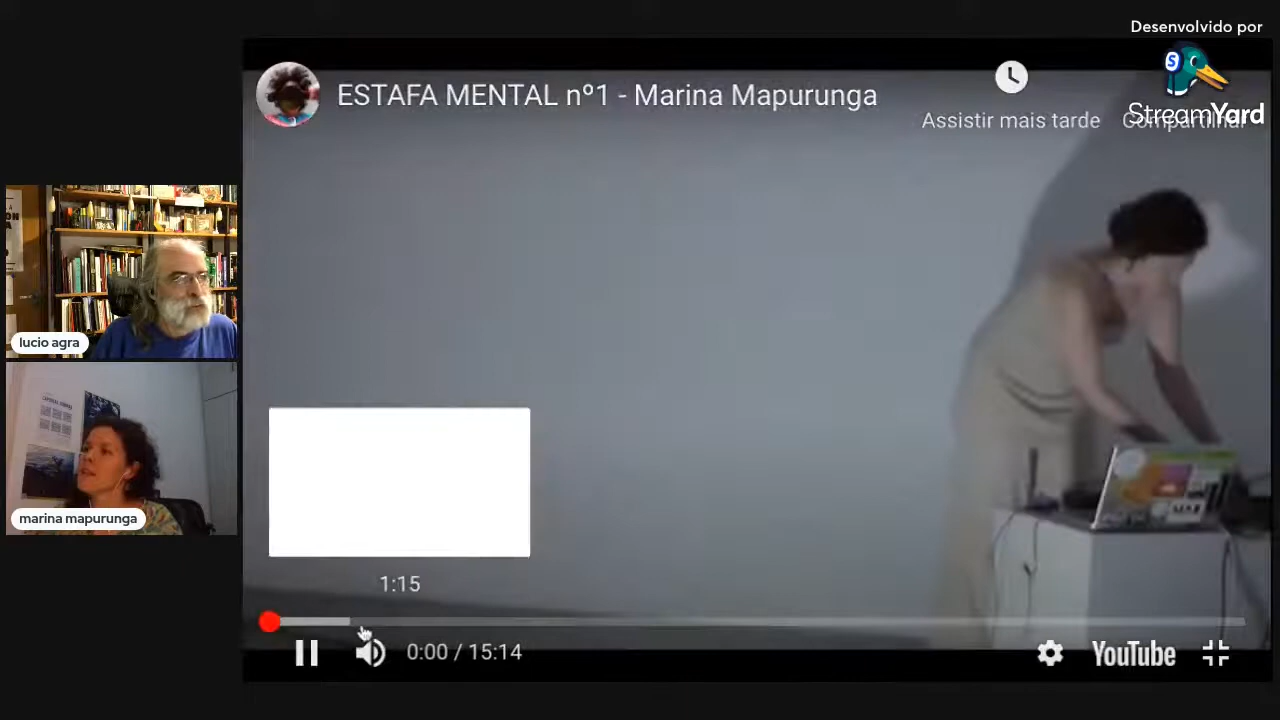 Desenvolvido por
StreamYard
ESTAFA MENTAL nº1 - Marina Mapurunga
Assistir mais tarde
Compartilhar
lucio agra
marina mapurunga
1:15
0:00 / 15:14
YouTube